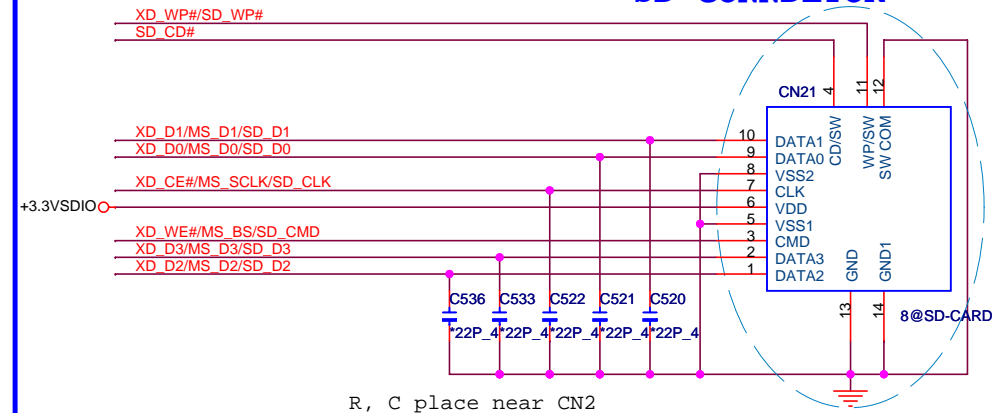 XD_WP#/SD_WP#
SD_CD#
CN21
4
11
12
CD/SW
WP/SW
SW COM
XD_D1/MS_D1/SD_D1
10 DATA1
XD_D0/MS_D0/SD_D0
9 DATA0
8 VSS2
XD_CE#/MS_SCLK/SD_CLK
7 CLK
+3.3VSDIO
6 VDD
5 VSS1
XD_WE#/MS_BS/SD_CMD
3 CMD
XD_D3/MS_D3/SD_D3
2 DATA3
XD_D2/MS_D2/SD_D2
1 DATA2
GND
GND1
13
14
8@SD-CARD
C536 C533 C522 C521 C520
*22P_4 *22P_4 *22P_4 *22P_4 *22P_4
R, C place near CN2